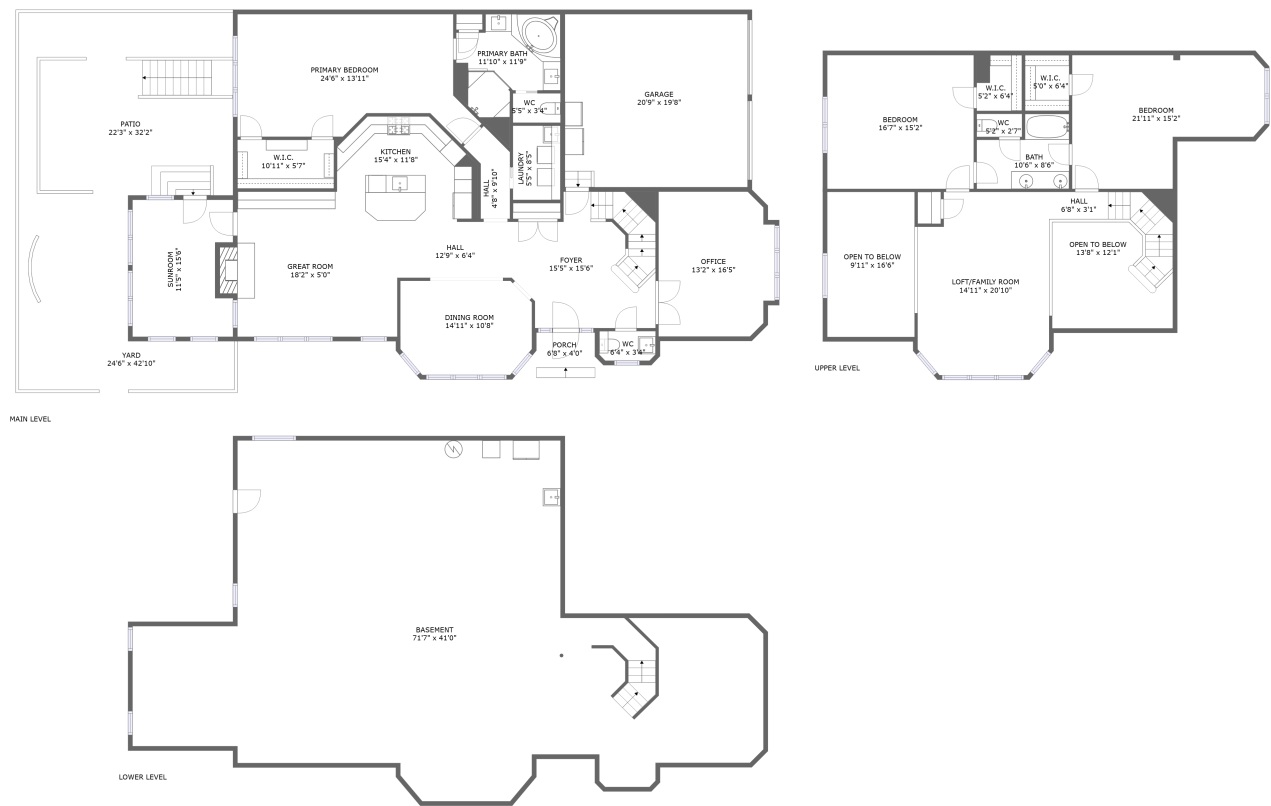 PRIMARY BEDROOM
24'6" x 13'11"
PRIMARY BATH
11'10" x 11'9"
WC
5'5" x 3'4"
GARAGE
20'9" x 19'8"
PATIO
22'3" x 32'2"
W.I.C.
10'11" x 5'7"
KITCHEN
15'4" x 11'8"
LAUNDRY
5'5" x 8'5"
HALL
4'8" x 9'10"
SUNROOM
11'5" x 15'6"
GREAT ROOM
18'2" x 5'0"
HALL
12'9" x 6'4"
FOYER
15'5" x 15'6"
OFFICE
13'2" x 16'5"
DINING ROOM
14'11" x 10'8"
PORCH
6'8" x 4'0"
WC
6'4" x 3'4"
YARD
24'6" x 42'10"
MAIN LEVEL
BEDROOM
16'7" x 15'2"
W.I.C.
5'2" x 6'4"
W.I.C.
5'0" x 6'4"
BEDROOM
21'11" x 15'2"
WC
5'2" x 2'7"
BATH
10'6" x 8'6"
HALL
6'8" x 3'1"
OPEN TO BELOW
9'11" x 16'6"
OPEN TO BELOW
13'8" x 12'1"
LOFT/FAMILY ROOM
14'11" x 20'10"
UPPER LEVEL
BASEMENT
71'7" x 41'0"
LOWER LEVEL